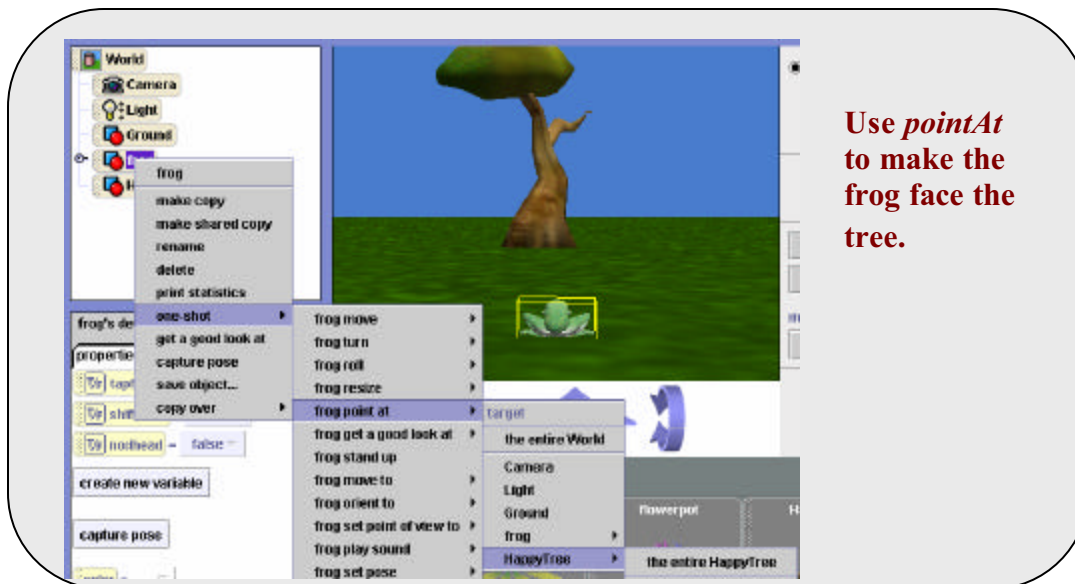 World
Camera
Light
Ground
frog
make copy
make shared copy
rename
delete
print statistics
one-shot
get a good look at
capture pose
save object...
copy over
frog move
frog turn
frog roll
frog resize
frog point at
frog get a good look at
frog stand up
frog move to
frog orient to
frog set point of view to
frog play sound
frog set pose
target
the entire World
Camera
Light
Ground
frog
HappyTree
the entire HappyTree
frog's de
propertie
nodhead = false
create new variable
capture pose
flowerpot
Use pointAt
to make the
frog face the
tree.